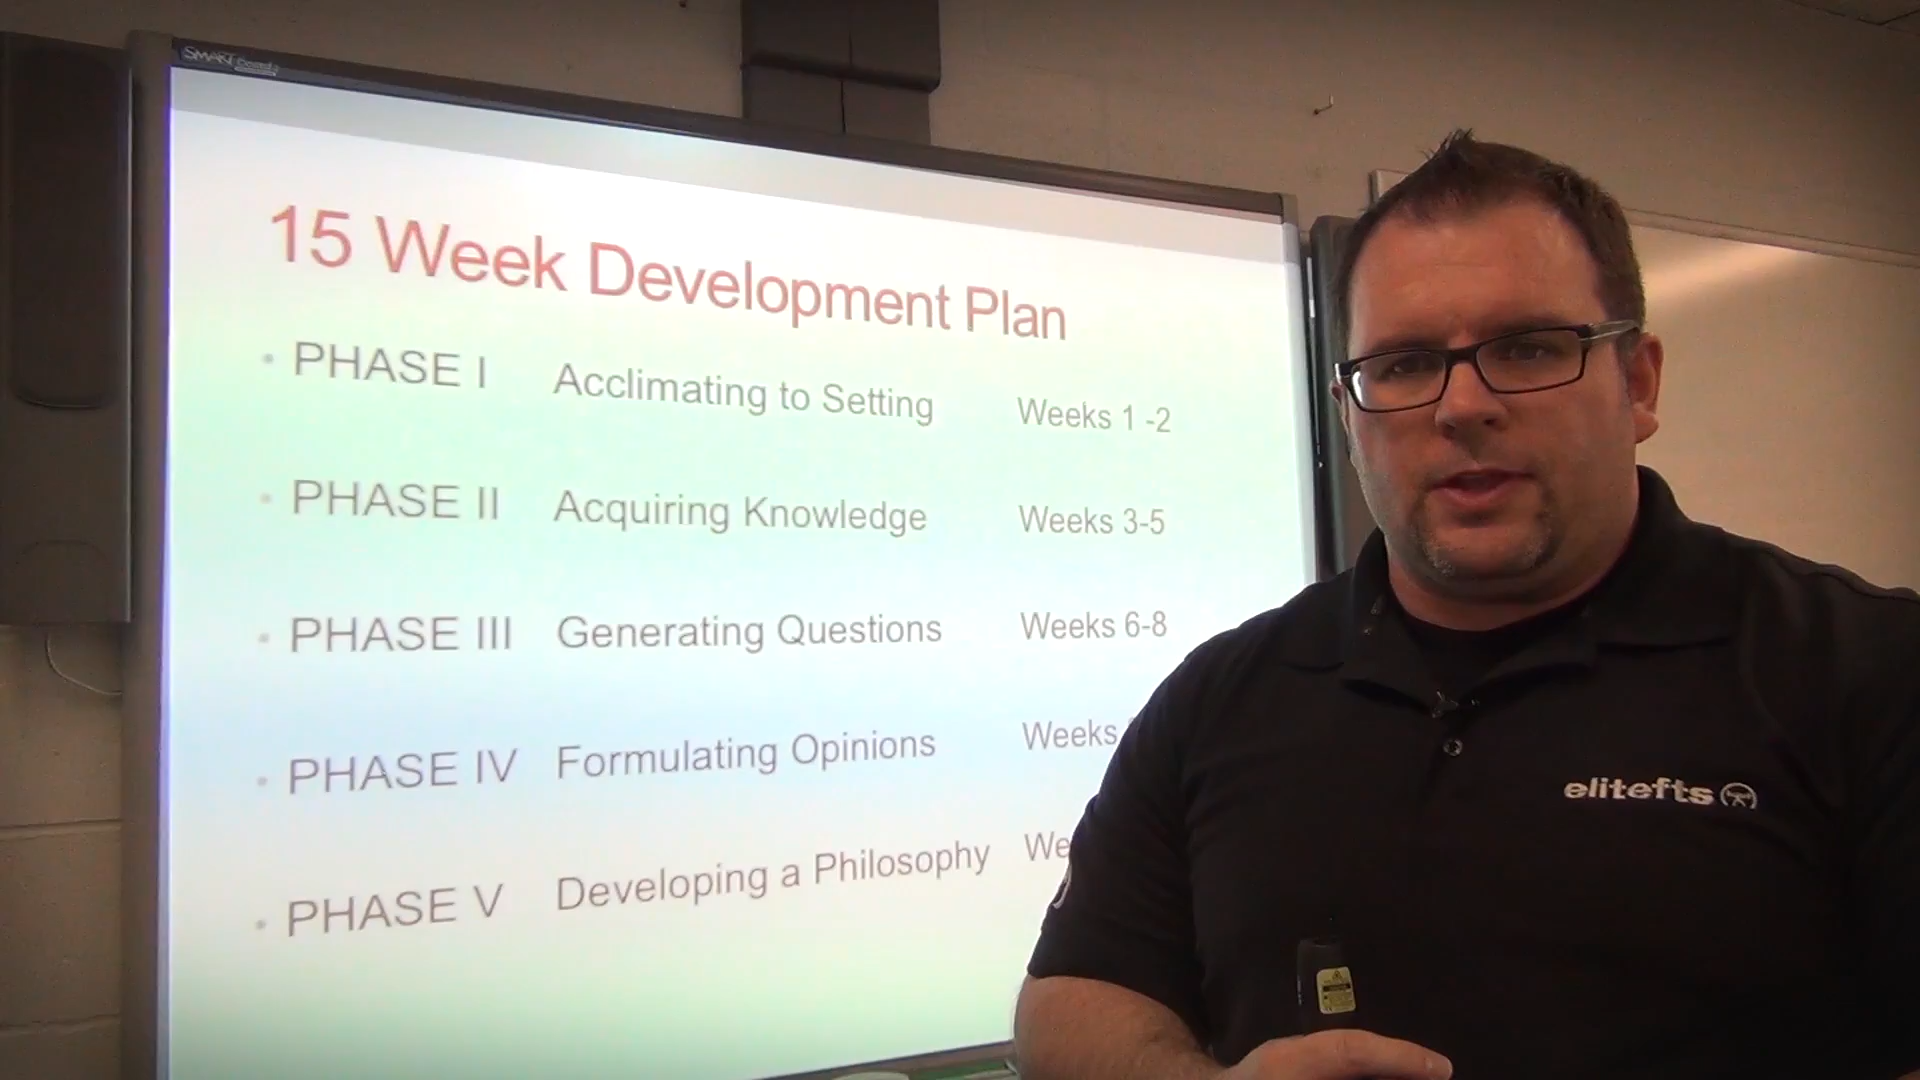 SMART Board
15 Week Development Plan
• PHASE I Acclimating to Setting Weeks 1 -2
• PHASE II Acquiring Knowledge Weeks 3-5
• PHASE III Generating Questions Weeks 6-8
• PHASE IV Formulating Opinions Weeks
• PHASE V Developing a Philosophy
elitefts